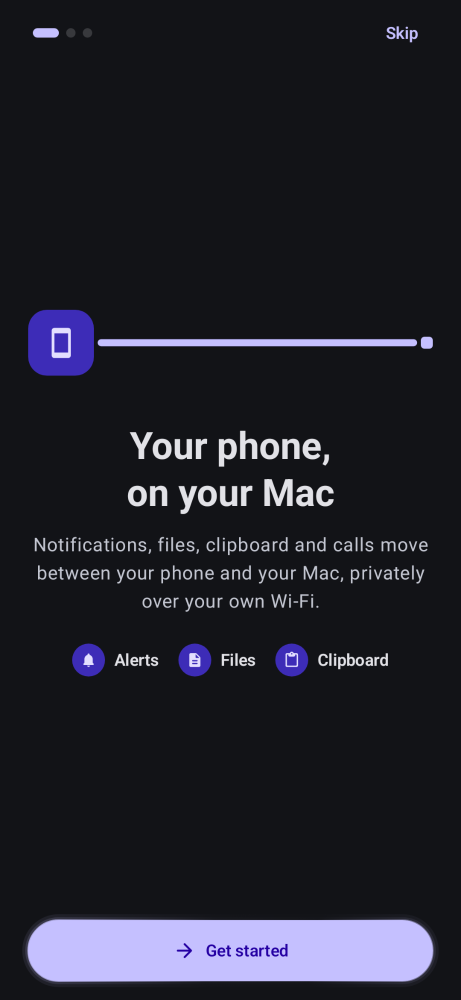 Skip
Your phone,
on your Mac
Notifications, files, clipboard and calls move
between your phone and your Mac, privately
over your own Wi-Fi.
Alerts Files Clipboard
Get started